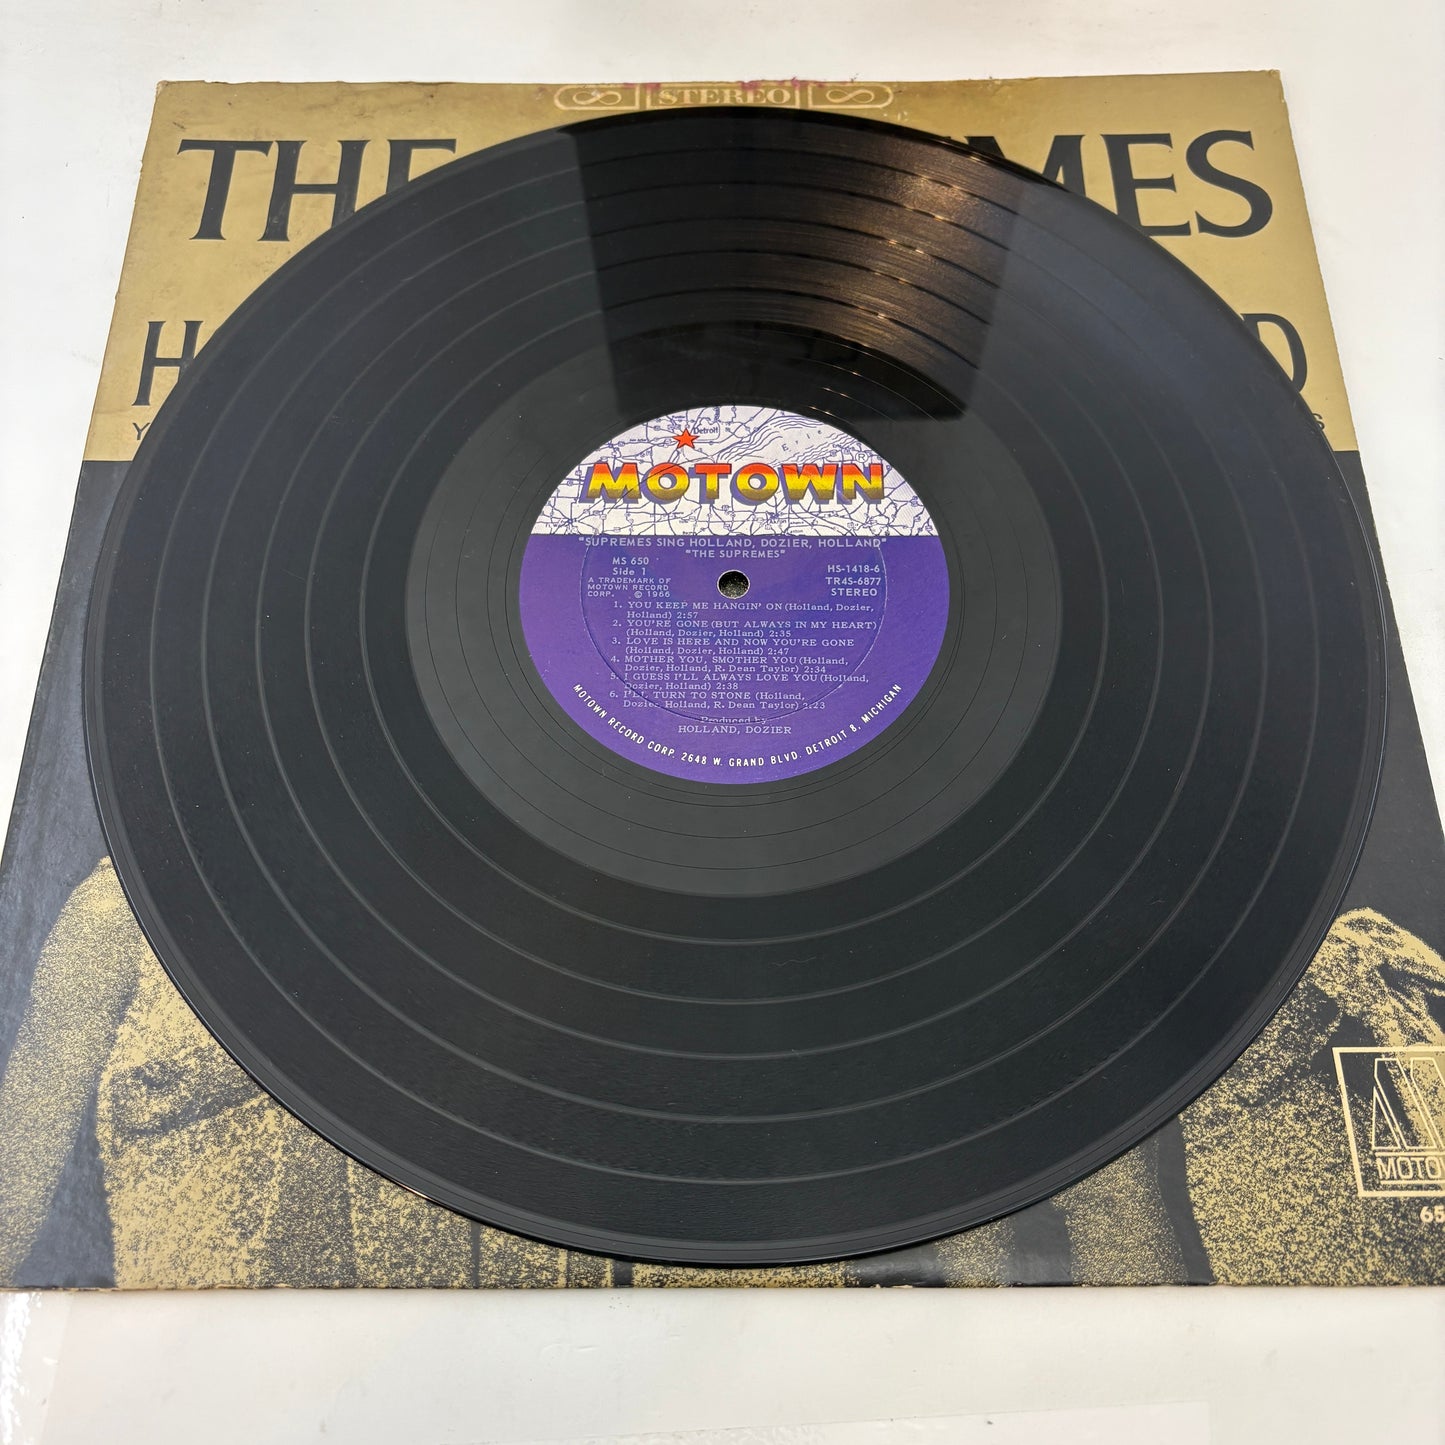 STEREO
THE
MES
H
D
Y
S
Detroit
E
MOTOWN®
"SUPREMES SING HOLLAND, DOZIER, HOLLAND"
"THE SUPREMES"
MS 650
Side 1
A TRADEMARK OF
MOTOWN RECORD
CORP. © 1966
HS-1418-6
TR4S-6877
STEREO
1. YOU KEEP ME HANGIN' ON (Holland, Dozier,
Holland) 2:57
2. YOU'RE GONE (BUT ALWAYS IN MY HEART)
(Holland, Dozier, Holland) 2:35
3. LOVE IS HERE AND NOW YOU'RE GONE
(Holland, Dozier, Holland) 2:47
4. MOTHER YOU, SMOTHER YOU (Holland,
Dozier, Holland, R. Dean Taylor) 2:34
5. I GUESS I'LL ALWAYS LOVE YOU (Holland,
Dozier, Holland) 2:38
6. I'LL TURN TO STONE (Holland,
Dozier, Holland, R. Dean Taylor) 2:23
Produced by
HOLLAND, DOZIER
MOTOWN RECORD CORP. 2648 W. GRAND BLVD. DETROIT 8, MICHIGAN
M
MOTOW
65